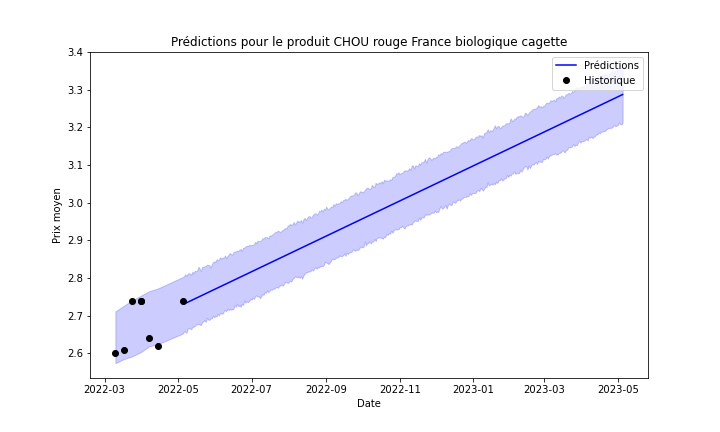 Prédictions pour le produit CHOU rouge France biologique cagette
Prédictions
Historique
Prix moyen
3.4
3.3
3.2
3.1
3.0
2.9
2.8
2.7
2.6
2022-03 2022-05 2022-07 2022-09 2022-11 2023-01 2023-03 2023-05
Date